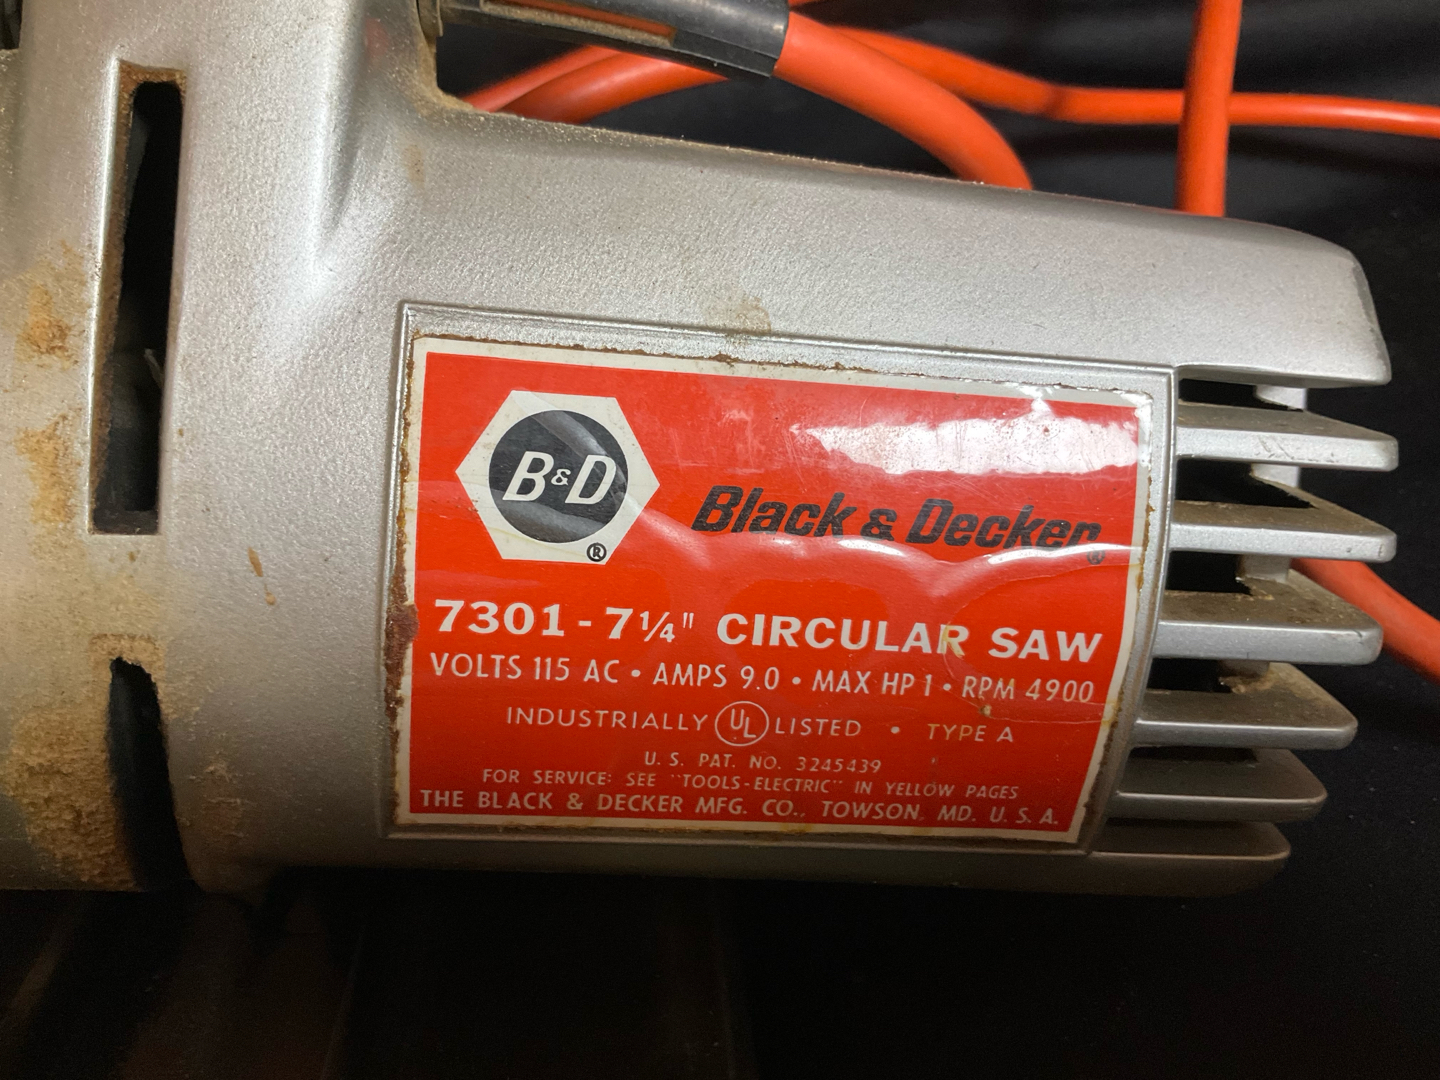 B&D
®
Black & Decker®
7301 - 7¼" CIRCULAR SAW
VOLTS 115 AC • AMPS 9.0 • MAX HP 1 • RPM 4900
INDUSTRIALLY UL LISTED • TYPE A
U. S. PAT. NO. 3245439
FOR SERVICE: SEE "TOOLS-ELECTRIC" IN YELLOW PAGES
THE BLACK & DECKER MFG. CO., TOWSON, MD. U. S. A.